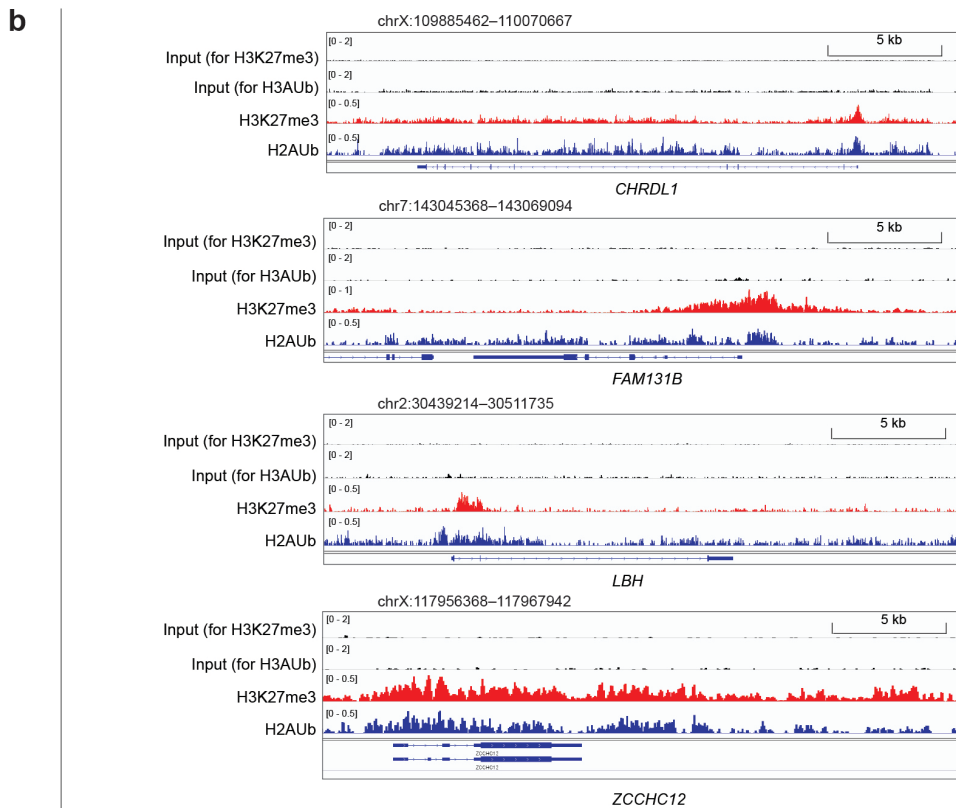 b
chrX:109885462–110070667
[0 - 2]
5 kb
Input (for H3K27me3)
[0 - 2]
Input (for H3AUb)
[0 - 0.5]
H3K27me3
[0 - 0.5]
H2AUb
CHRDL1
chr7:143045368–143069094
[0 - 2]
5 kb
Input (for H3K27me3)
[0 - 2]
Input (for H3AUb)
[0 - 1]
H3K27me3
[0 - 0.5]
H2AUb
FAM131B
chr2:30439214–30511735
[0 - 2]
5 kb
Input (for H3K27me3)
[0 - 2]
Input (for H3AUb)
[0 - 0.5]
H3K27me3
[0 - 0.5]
H2AUb
LBH
chrX:117956368–117967942
[0 - 2]
5 kb
Input (for H3K27me3)
[0 - 2]
Input (for H3AUb)
[0 - 0.5]
H3K27me3
[0 - 0.5]
H2AUb
ZCCHC12
ZCCHC12
ZCCHC12